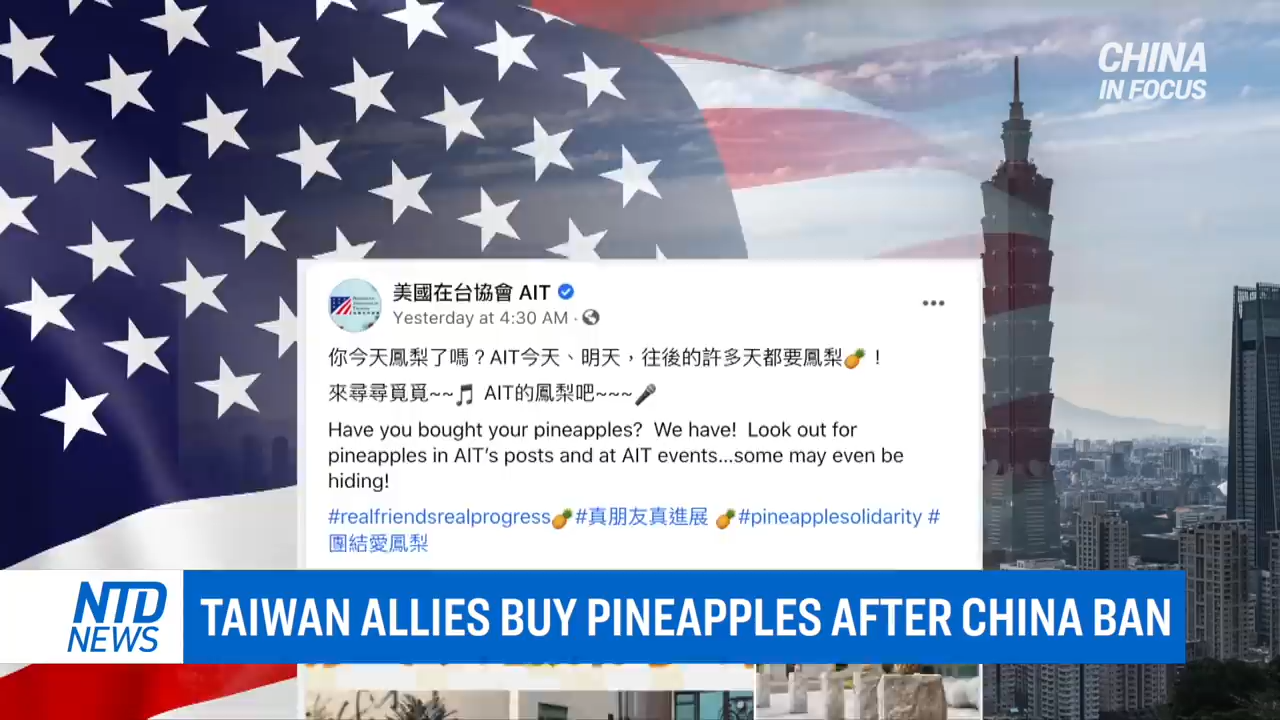 CHINA
IN FOCUS
美國在台協會 AIT
Yesterday at 4:30 AM ·
你今天鳳梨了嗎？AIT今天、明天，往後的許多天都要鳳梨🍍！
來尋尋覓覓~~🎵 AIT的鳳梨吧~~~🎤
Have you bought your pineapples? We have! Look out for
pineapples in AIT's posts and at AIT events...some may even be
hiding!
#realfriendsrealprogress🍍#真朋友真進展 🍍#pineapplesolidarity #
團結愛鳳梨
NTD
NEWS
TAIWAN ALLIES BUY PINEAPPLES AFTER CHINA BAN